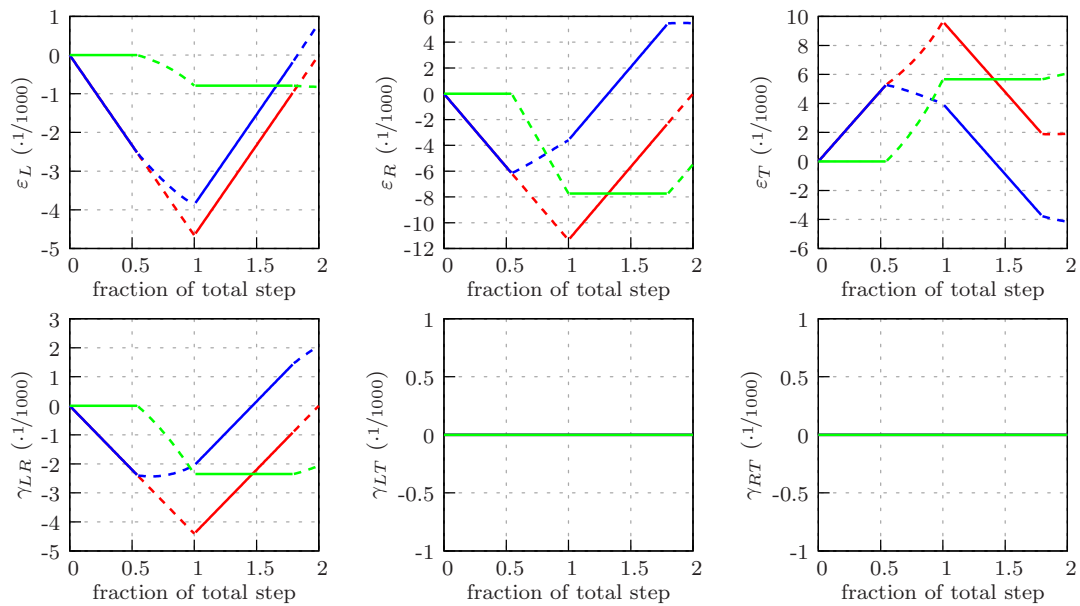 1
0
-1
-2
-3
-4
-5
0 0.5 1 1.5 2
fraction of total step
ε_L (·1/1000)
6
4
2
0
-2
-4
-6
-8
-10
-12
0 0.5 1 1.5 2
fraction of total step
ε_R (·1/1000)
10
8
6
4
2
0
-2
-4
-6
0 0.5 1 1.5 2
fraction of total step
ε_T (·1/1000)
3
2
1
0
-1
-2
-3
-4
-5
0 0.5 1 1.5 2
fraction of total step
γ_LR (·1/1000)
1
0.5
0
-0.5
-1
0 0.5 1 1.5 2
fraction of total step
γ_LT (·1/1000)
1
0.5
0
-0.5
-1
0 0.5 1 1.5 2
fraction of total step
γ_RT (·1/1000)